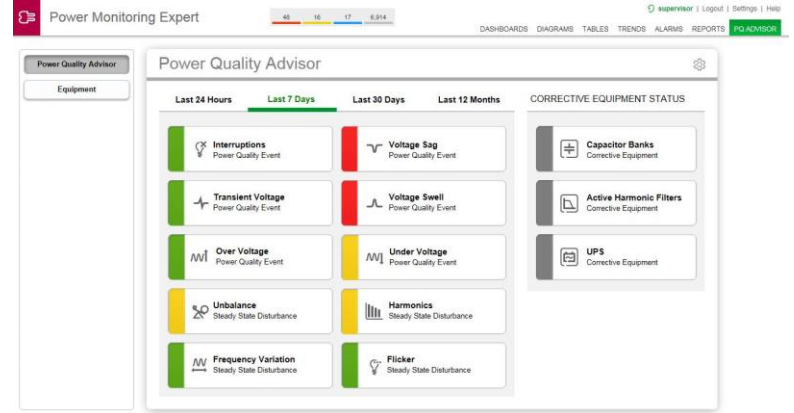 Power Monitoring Expert
48 16 17 6,914
supervisor | Logout | Settings | Help
DASHBOARDS DIAGRAMS TABLES TRENDS ALARMS REPORTS PQ ADVISOR
Power Quality Advisor
Equipment
Power Quality Advisor
Last 24 Hours Last 7 Days Last 30 Days Last 12 Months
CORRECTIVE EQUIPMENT STATUS
Interruptions
Power Quality Event
Voltage Sag
Power Quality Event
Capacitor Banks
Corrective Equipment
Transient Voltage
Power Quality Event
Voltage Swell
Power Quality Event
Active Harmonic Filters
Corrective Equipment
Over Voltage
Power Quality Event
Under Voltage
Power Quality Event
UPS
Corrective Equipment
Unbalance
Steady State Disturbance
Harmonics
Steady State Disturbance
Frequency Variation
Steady State Disturbance
Flicker
Steady State Disturbance